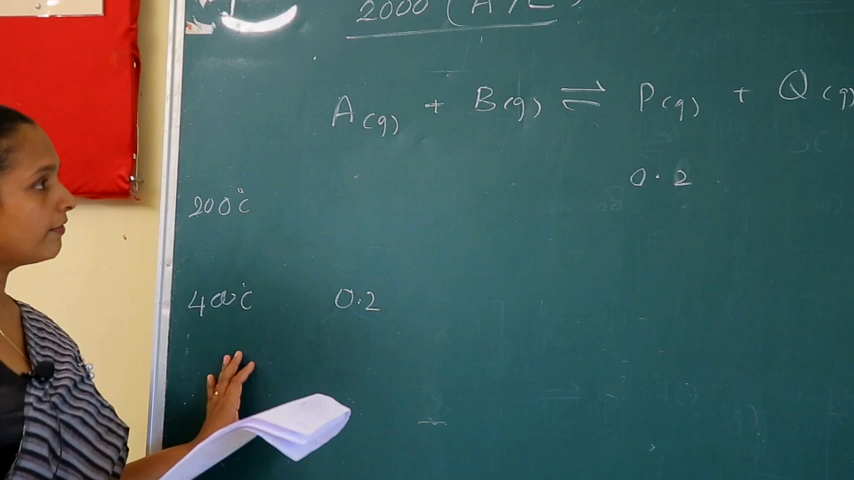 2000 (A/L)
A(g) + B(g) ⇌ P(g) + Q(g)
0.2
200°C
400°C 0.2